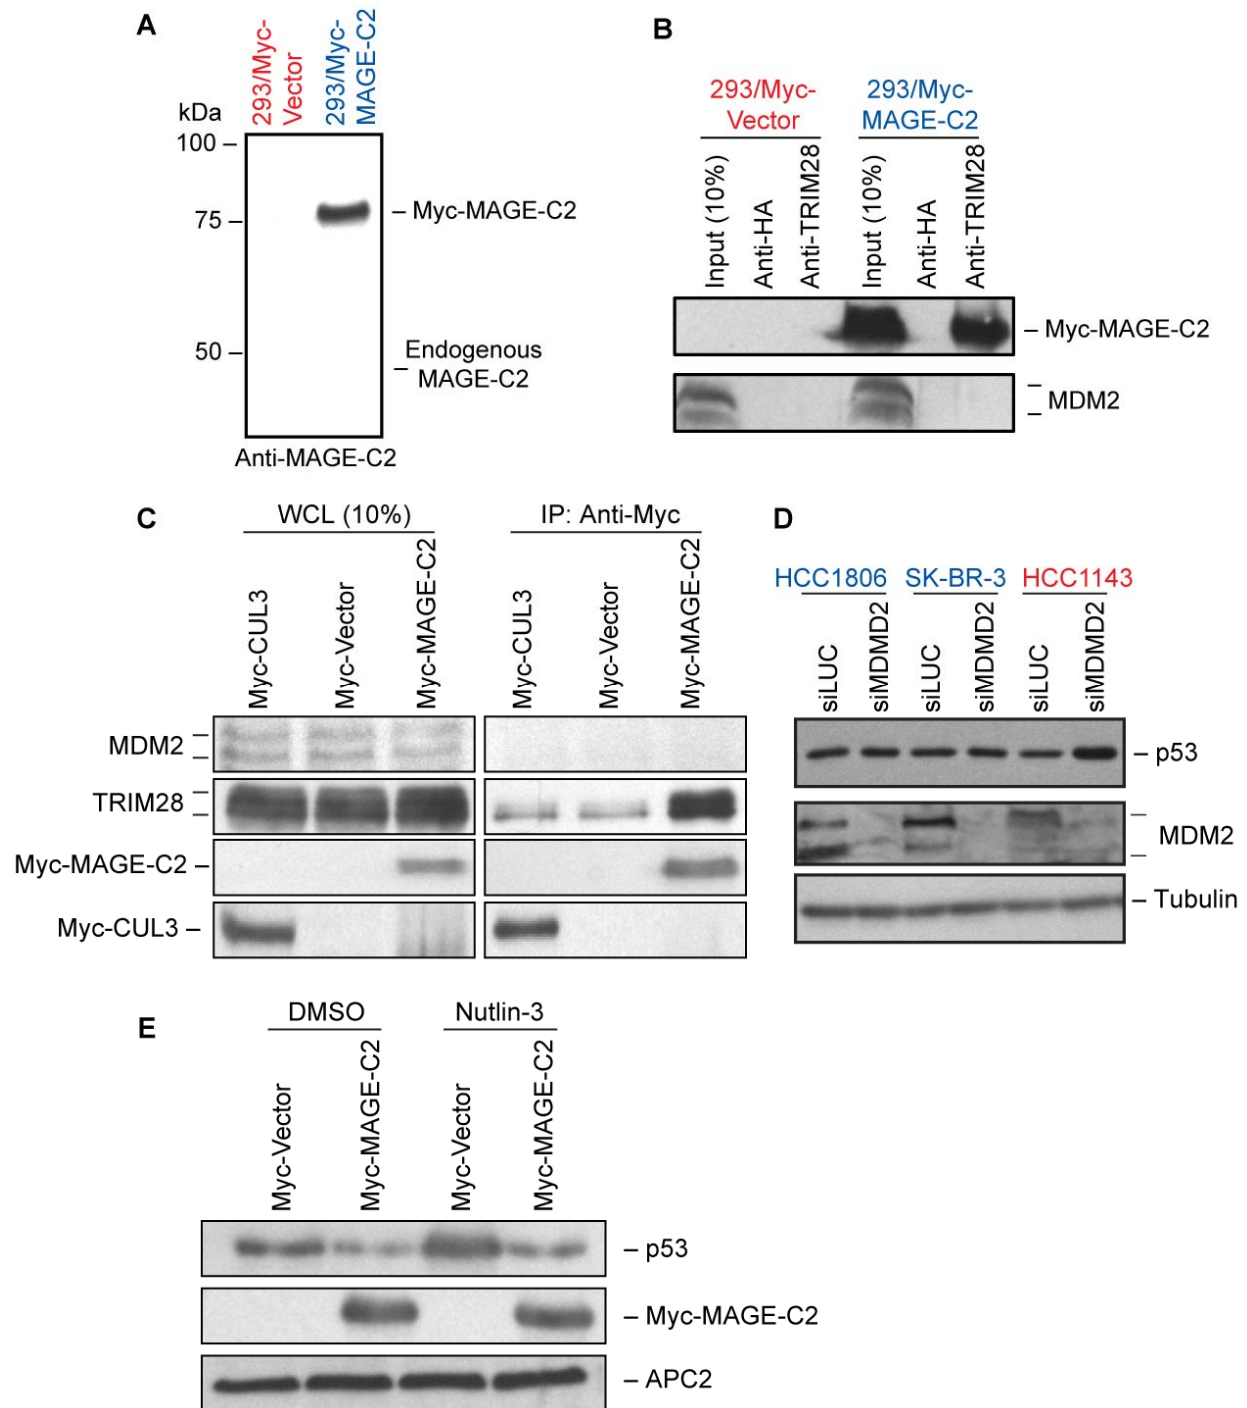 A
293/Myc-
Vector
293/Myc-
MAGE-C2
kDa
100
75
50
Myc-MAGE-C2
Endogenous
MAGE-C2
Anti-MAGE-C2
B
293/Myc-
Vector
293/Myc-
MAGE-C2
Input (10%)
Anti-HA
Anti-TRIM28
Input (10%)
Anti-HA
Anti-TRIM28
Myc-MAGE-C2
MDM2
C
WCL (10%)
IP: Anti-Myc
Myc-CUL3
Myc-Vector
Myc-MAGE-C2
Myc-CUL3
Myc-Vector
Myc-MAGE-C2
MDM2
TRIM28
Myc-MAGE-C2
Myc-CUL3
D
HCC1806 SK-BR-3 HCC1143
siLUC
siMDMD2
siLUC
siMDMD2
siLUC
siMDMD2
p53
MDM2
Tubulin
E
DMSO
Nutlin-3
Myc-Vector
Myc-MAGE-C2
Myc-Vector
Myc-MAGE-C2
p53
Myc-MAGE-C2
APC2